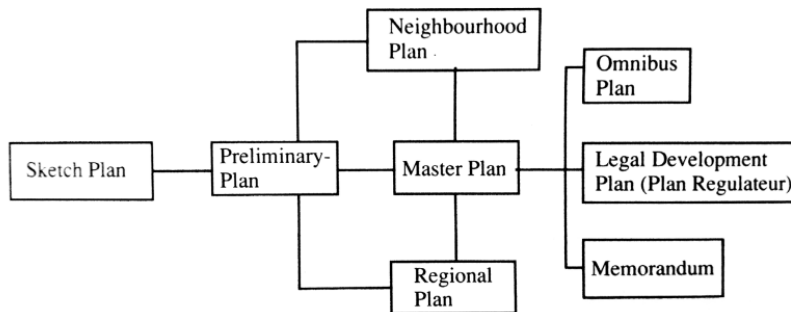 Neighbourhood
Plan
Omnibus
Plan
Sketch Plan
Preliminary-
Plan
Master Plan
Legal Development
Plan (Plan Regulateur)
Regional
Plan
Memorandum